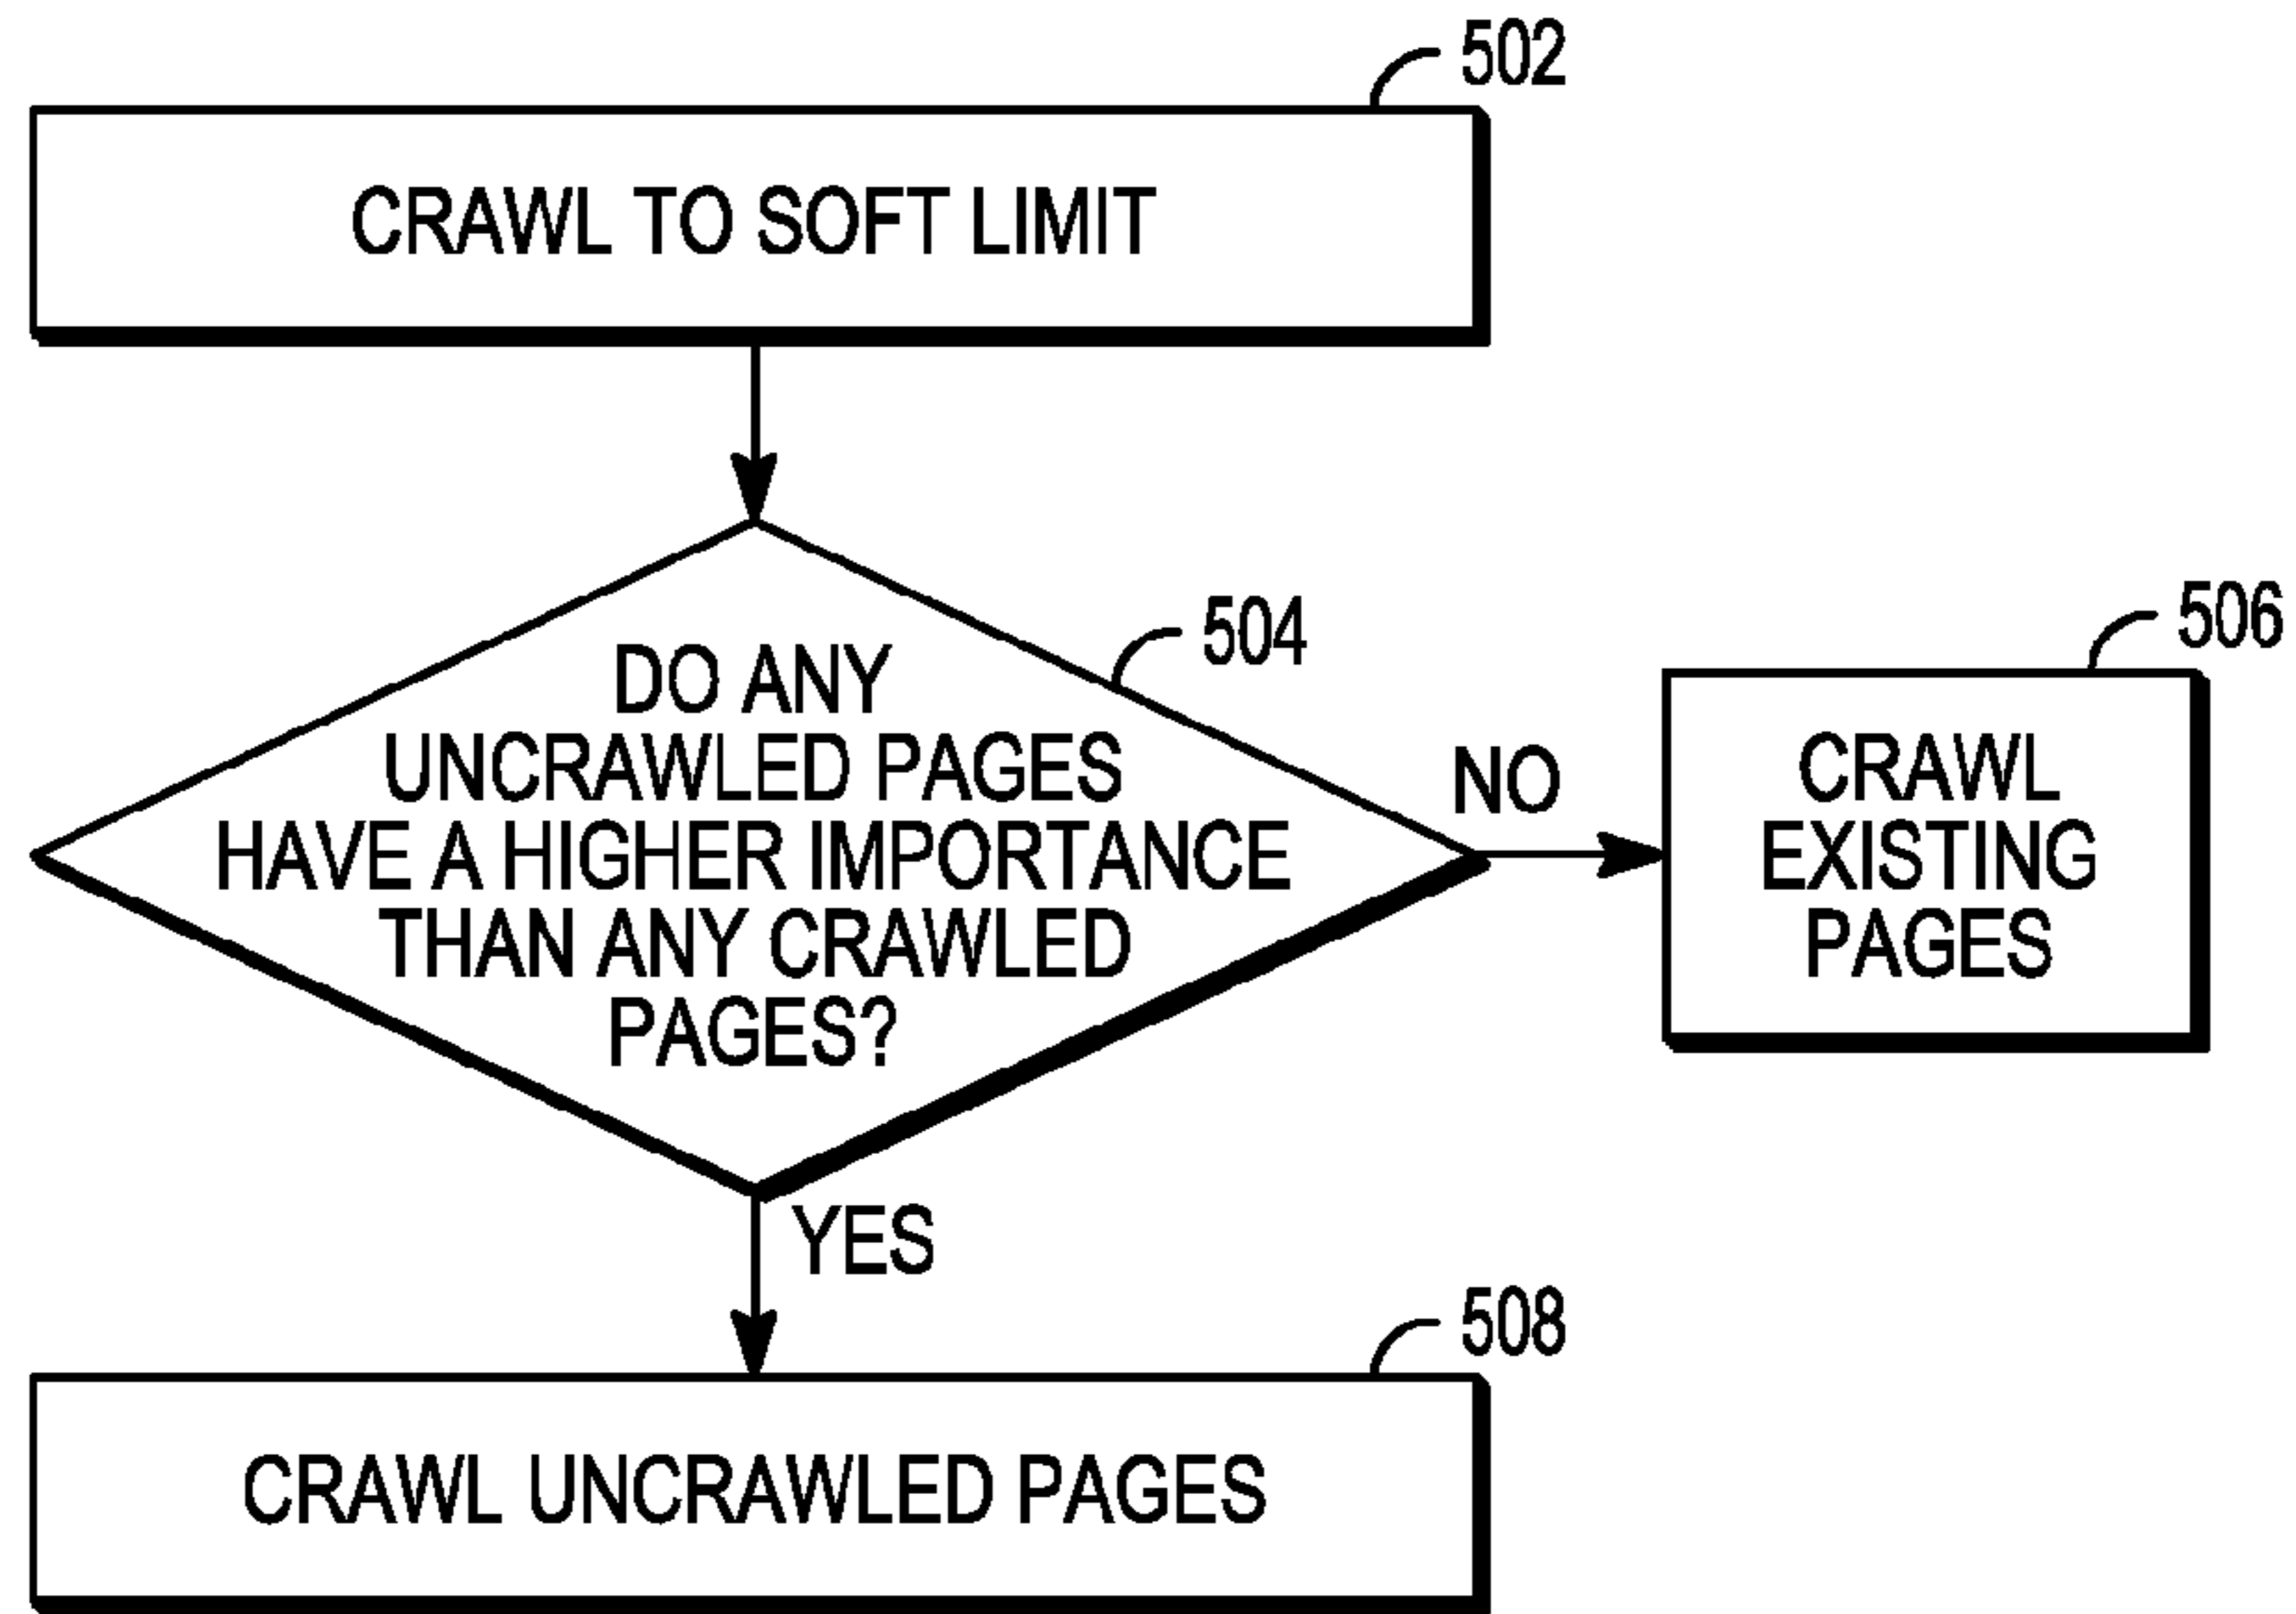 502
CRAWL TO SOFT LIMIT
504
DO ANY
UNCRAWLED PAGES
HAVE A HIGHER IMPORTANCE
THAN ANY CRAWLED
PAGES?
NO
506
CRAWL
EXISTING
PAGES
YES
508
CRAWL UNCRAWLED PAGES